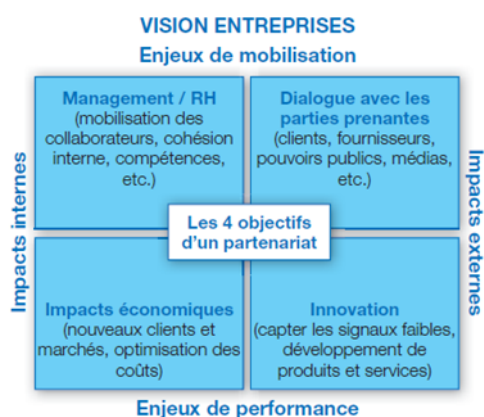 VISION ENTREPRISES
Enjeux de mobilisation
Management / RH
(mobilisation des
collaborateurs, cohésion
interne, compétences,
etc.)
Dialogue avec les
parties prenantes
(clients, fournisseurs,
pouvoirs publics, médias,
etc.)
Impacts internes
Impacts externes
Les 4 objectifs
d'un partenariat
Impacts économiques
(nouveaux clients et
marchés, optimisation des
coûts)
Innovation
(capter les signaux faibles,
développement de
produits et services)
Enjeux de performance